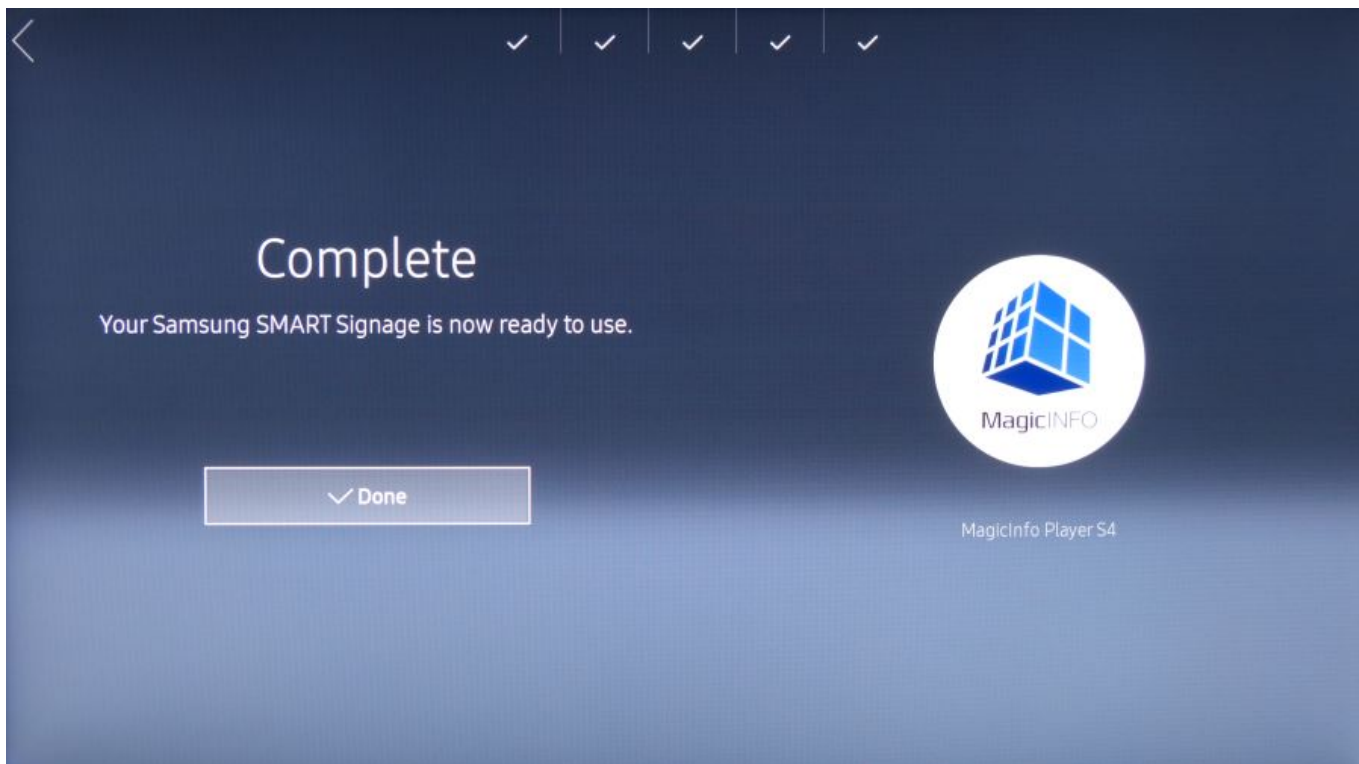 Complete
Your Samsung SMART Signage is now ready to use.
MagicINFO
Done
MagicInfo Player S4